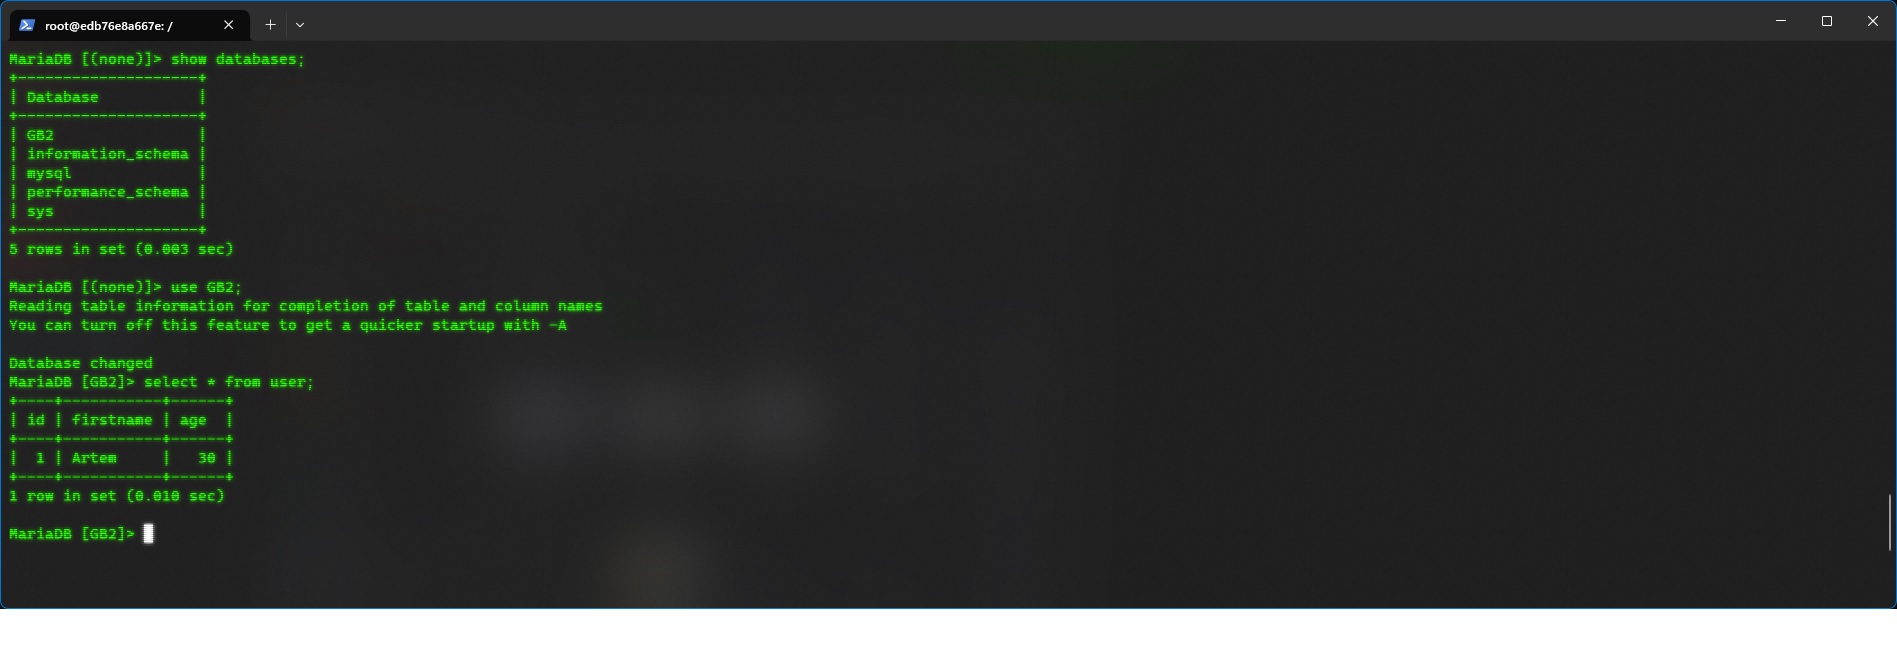 root@edb76e8a667e: /
MariaDB [(none)]> show databases;
+--------------------+
| Database           |
+--------------------+
| GB2                |
| information_schema |
| mysql              |
| performance_schema |
| sys                |
+--------------------+
5 rows in set (0.003 sec)
MariaDB [(none)]> use GB2;
Reading table information for completion of table and column names
You can turn off this feature to get a quicker startup with -A
Database changed
MariaDB [GB2]> select * from user;
+----+-----------+------+
| id | firstname | age  |
+----+-----------+------+
|  1 | Artem     |   30 |
+----+-----------+------+
1 row in set (0.010 sec)
MariaDB [GB2]>